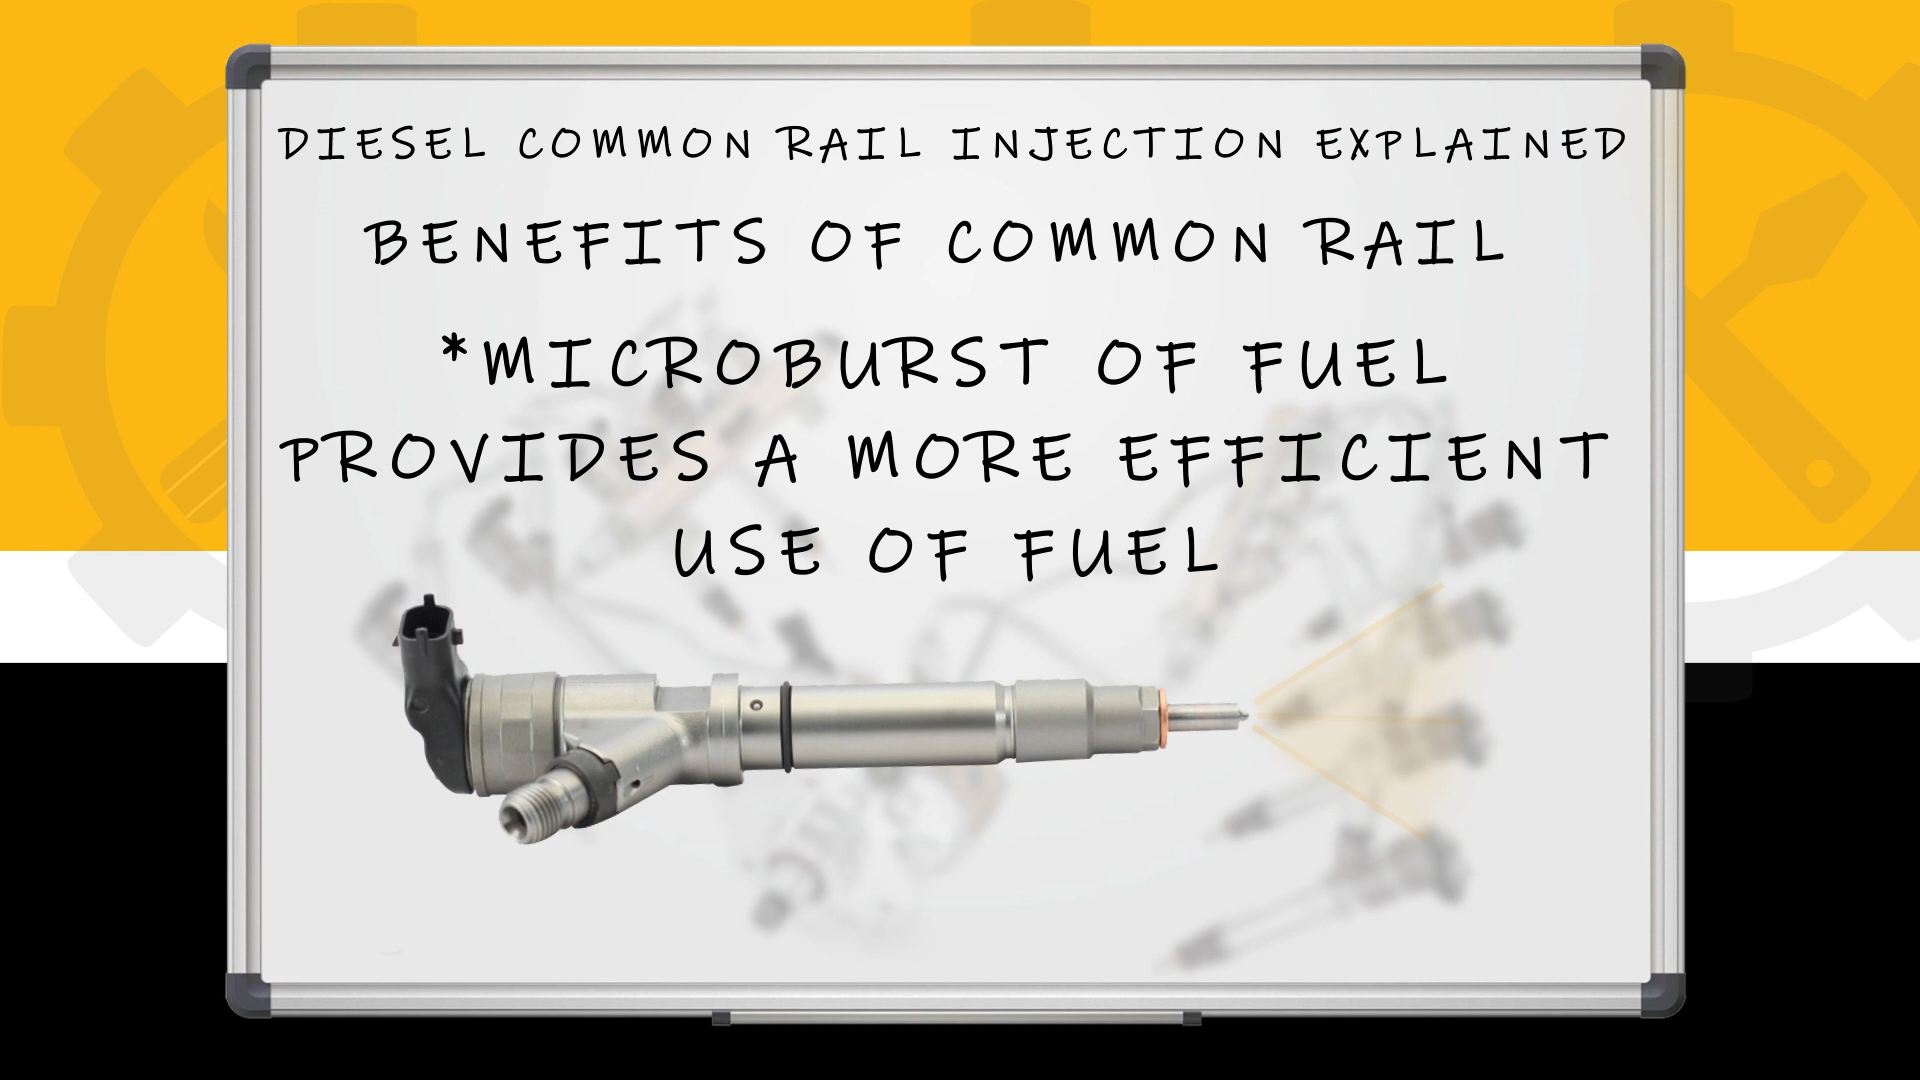 DIESEL COMMON RAIL INJECTION EXPLAINED
BENEFITS OF COMMON RAIL
*MICROBURST OF FUEL
PROVIDES A MORE EFFICIENT
USE OF FUEL